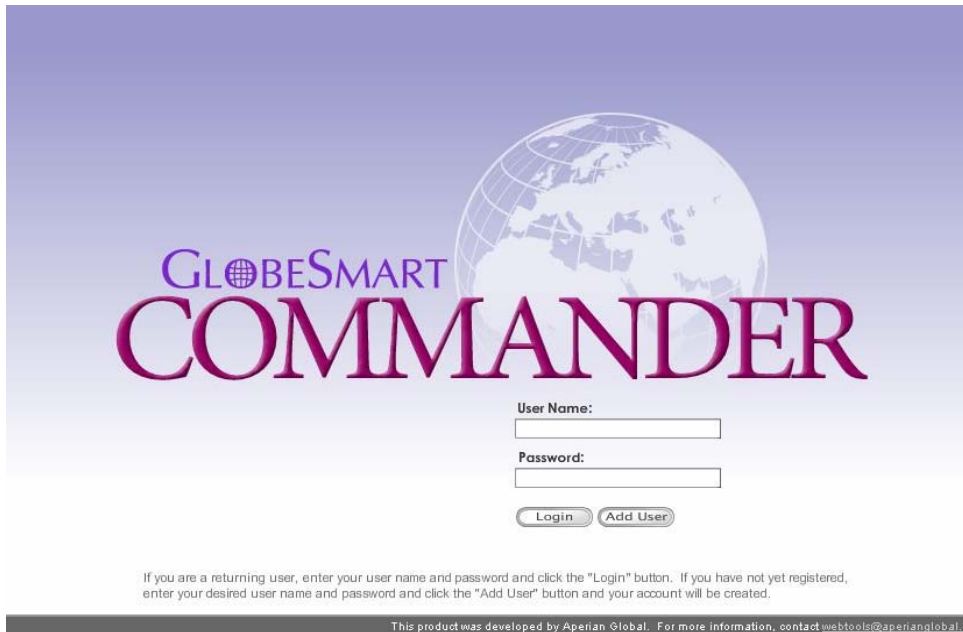 GLOBESMART
COMMANDER
User Name:
Password:
Login Add User
If you are a returning user, enter your user name and password and click the "Login" button. If you have not yet registered,
enter your desired user name and password and click the "Add User" button and your account will be created.
This product was developed by Aperian Global. For more information, contact webtools@aperianglobal.